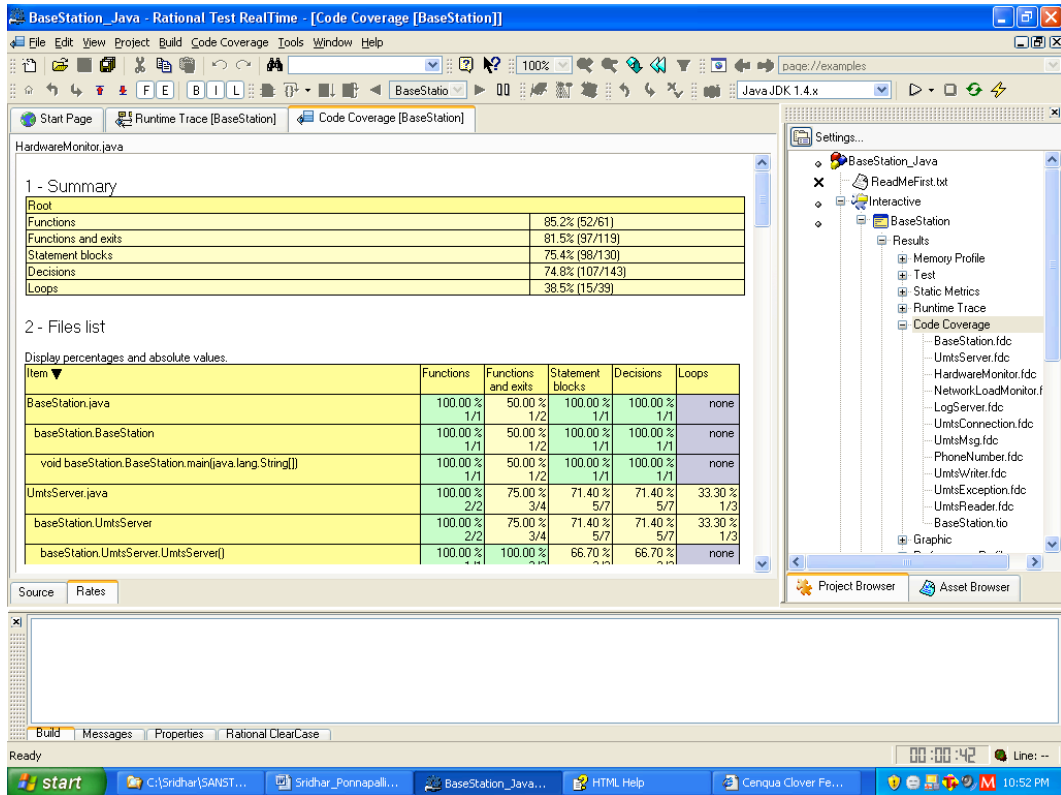 BaseStation_Java - Rational Test RealTime - [Code Coverage [BaseStation]]
File Edit View Project Build Code Coverage Tools Window Help
100% page://examples
F E B I L BaseStatio Java JDK 1.4.x
Start Page Runtime Trace [BaseStation] Code Coverage [BaseStation]
HardwareMonitor.java
1 - Summary
Root
Functions 85.2% (52/61)
Functions and exits 81.5% (97/119)
Statement blocks 75.4% (98/130)
Decisions 74.8% (107/143)
Loops 38.5% (15/39)
2 - Files list
Display percentages and absolute values.
Item Functions Functions and exits Statement blocks Decisions Loops
BaseStation.java 100.00 % 50.00 % 100.00 % 100.00 % none
1/1 1/2 1/1 1/1
baseStation.BaseStation 100.00 % 50.00 % 100.00 % 100.00 % none
1/1 1/2 1/1 1/1
void baseStation.BaseStation.main(java.lang.String[]) 100.00 % 50.00 % 100.00 % 100.00 % none
1/1 1/2 1/1 1/1
UmtsServer.java 100.00 % 75.00 % 71.40 % 71.40 % 33.30 %
2/2 3/4 5/7 5/7 1/3
baseStation.UmtsServer 100.00 % 75.00 % 71.40 % 71.40 % 33.30 %
2/2 3/4 5/7 5/7 1/3
baseStation.UmtsServer.UmtsServer() 100.00 % 100.00 % 66.70 % 66.70 % none
Source Rates
Settings...
BaseStation_Java
ReadMeFirst.txt
Interactive
BaseStation
Results
Memory Profile
Test
Static Metrics
Runtime Trace
Code Coverage
BaseStation.fdc
UmtsServer.fdc
HardwareMonitor.fdc
NetworkLoadMonitor.f
LogServer.fdc
UmtsConnection.fdc
UmtsMsg.fdc
PhoneNumber.fdc
UmtsWriter.fdc
UmtsException.fdc
UmtsReader.fdc
BaseStation.tio
Graphic
Project Browser Asset Browser
Build Messages Properties Rational ClearCase
Ready 00:00:42 Line: --
start C:\Sridhar\SANST... Sridhar_Ponnapalli... BaseStation_Java... HTML Help Cenqua Clover Fe... 10:52 PM